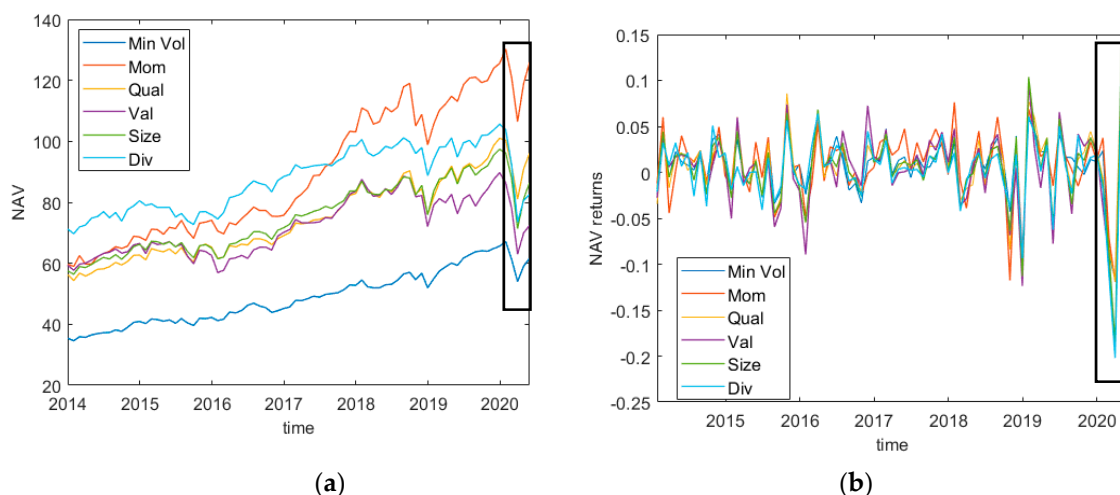 140
120
100
80
60
40
20
NAV
Min Vol
Mom
Qual
Val
Size
Div
2014 2015 2016 2017 2018 2019 2020
time
(a)
0.15
0.1
0.05
0
-0.05
-0.1
-0.15
-0.2
-0.25
NAV returns
Min Vol
Mom
Qual
Val
Size
Div
2015 2016 2017 2018 2019 2020
time
(b)